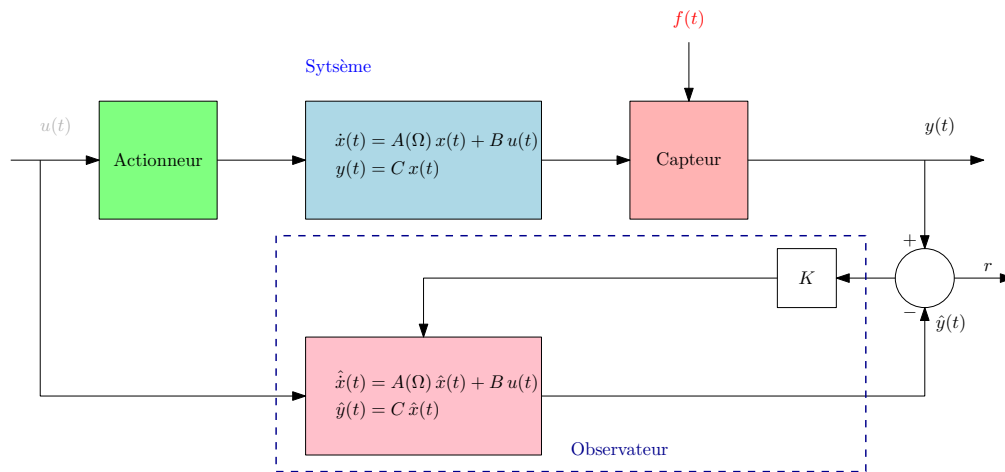 f(t)
Sytsème
u(t)
Actionneur
ẋ(t) = A(Ω) x(t) + B u(t)
y(t) = C x(t)
Capteur
y(t)
+
K
r
−
ŷ(t)
x̂̇(t) = A(Ω) x̂(t) + B u(t)
ŷ(t) = C x̂(t)
Observateur